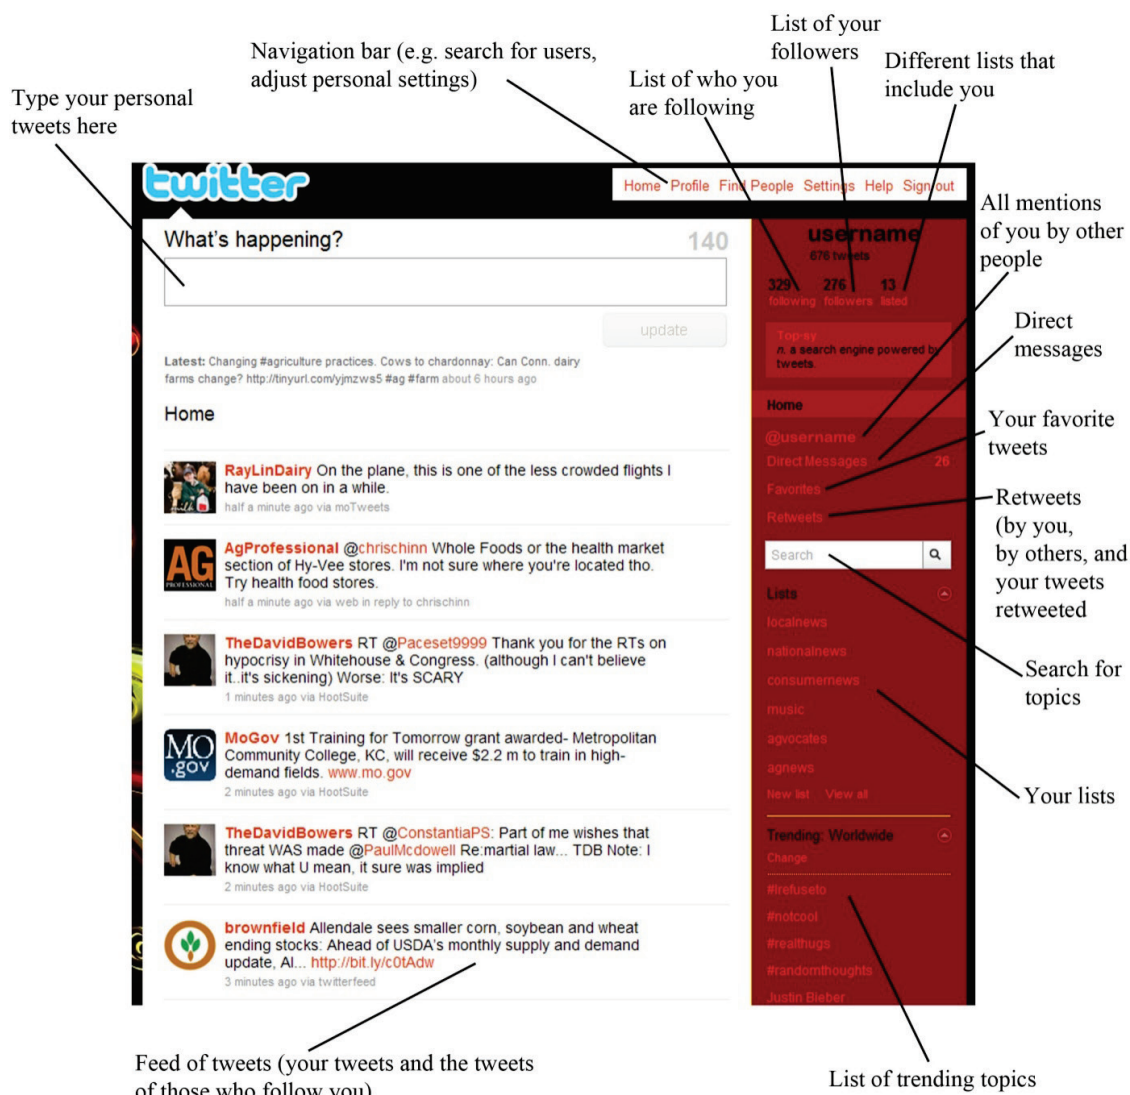 List of your
followers
Navigation bar (e.g. search for users,
adjust personal settings)
Different lists that
include you
List of who you
are following
Type your personal
tweets here
twitter
Home Profile Find People Settings Help Sign out
All mentions
of you by other
people
What's happening?
140
update
Latest: Changing #agriculture practices. Cows to chardonnay: Can Conn. dairy
farms change? http://tinyurl.com/yjmzws5 #ag #farm about 6 hours ago
Home
RayLinDairy On the plane, this is one of the less crowded flights I
have been on in a while.
half a minute ago via moTweets
milk
AgProfessional @chrischinn Whole Foods or the health market
section of Hy-Vee stores. I'm not sure where you're located tho.
Try health food stores.
half a minute ago via web in reply to chrischinn
AG
PROFESSIONAL
TheDavidBowers RT @Paceset9999 Thank you for the RTs on
hypocrisy in Whitehouse & Congress. (although I can't believe
it..it's sickening) Worse: It's SCARY
1 minutes ago via HootSuite
MoGov 1st Training for Tomorrow grant awarded- Metropolitan
Community College, KC, will receive $2.2 m to train in high-
demand fields. www.mo.gov
2 minutes ago via HootSuite
MO
.gov
TheDavidBowers RT @ConstantiaPS: Part of me wishes that
threat WAS made @PaulMcdowell Re:martial law... TDB Note: I
know what U mean, it sure was implied
2 minutes ago via HootSuite
brownfield Allendale sees smaller corn, soybean and wheat
ending stocks: Ahead of USDA's monthly supply and demand
update, Al... http://bit.ly/c0tAdw
3 minutes ago via twitterfeed
username
676 tweets
329 276 13
following followers listed
Top-sy
n. a search engine powered by
tweets.
Home
@username
Direct Messages 26
Favorites
Retweets
Search
Lists
localnews
nationalnews
consumernews
music
agvocates
agnews
New list View all
Trending: Worldwide
Change
#Irefuseto
#notcool
#realhugs
#randomthoughts
Justin Bieber
Direct
messages
Your favorite
tweets
Retweets
(by you,
by others, and
your tweets
retweeted
Search for
topics
Your lists
Feed of tweets (your tweets and the tweets
of those who follow you)
List of trending topics